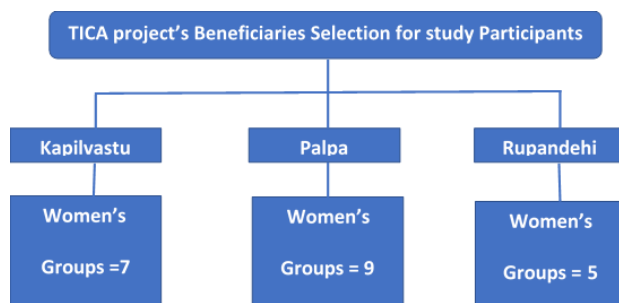 TICA project's Beneficiaries Selection for study Participants
Kapilvastu
Palpa
Rupandehi
Women's
Groups =7
Women's
Groups = 9
Women's
Groups = 5